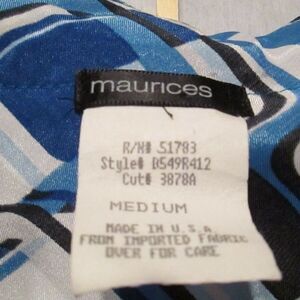 maurices
R/N# 51783
Style# B549R412
Cut# 3878A
MEDIUM
MADE IN U.S.A
FROM IMPORTED FABRIC
OVER FOR CARE